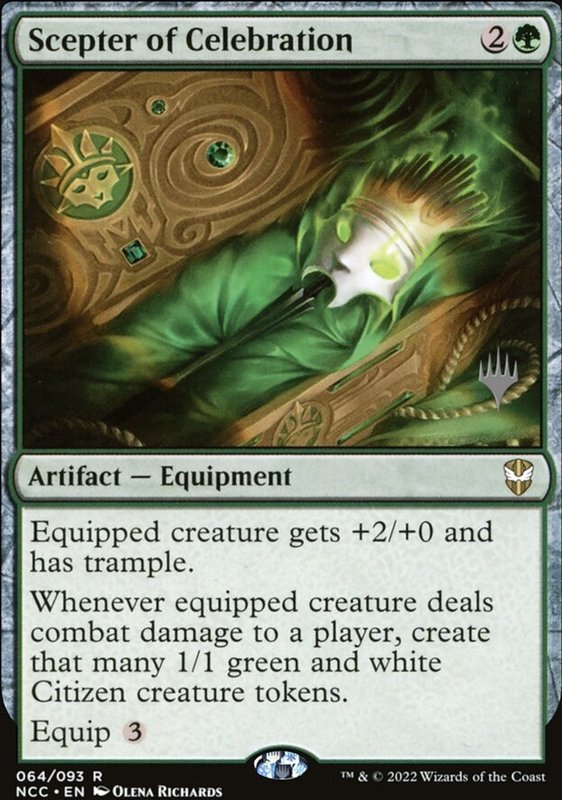 Scepter of Celebration 2
Artifact — Equipment
Equipped creature gets +2/+0 and
has trample.
Whenever equipped creature deals
combat damage to a player, create
that many 1/1 green and white
Citizen creature tokens.
Equip 3
064/093 R
NCC • EN Olena Richards
™ & © 2022 Wizards of the Coast